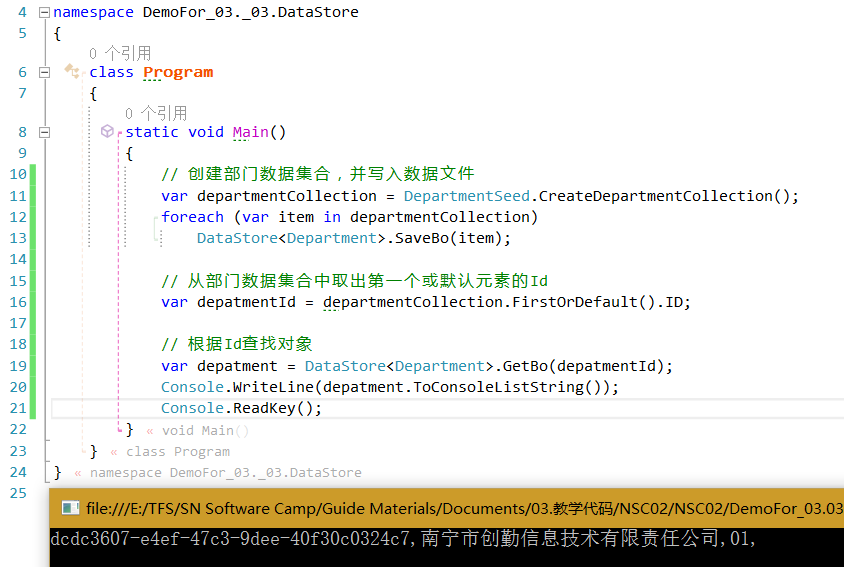 4 namespace DemoFor_03._03.DataStore
5 {
0 个引用
6 class Program
7 {
0 个引用
8 static void Main()
9 {
10 // 创建部门数据集合，并写入数据文件
11 var departmentCollection = DepartmentSeed.CreateDepartmentCollection();
12 foreach (var item in departmentCollection)
13 DataStore<Department>.SaveBo(item);
14
15 // 从部门数据集合中取出第一个或默认元素的Id
16 var depatmentId = departmentCollection.FirstOrDefault().ID;
17
18 // 根据Id查找对象
19 var depatment = DataStore<Department>.GetBo(depatmentId);
20 Console.WriteLine(depatment.ToConsoleListString());
21 Console.ReadKey();
22 } « void Main()
23 } « class Program
24 } « namespace DemoFor_03._03.DataStore
25
file:///E:/TFS/SN Software Camp/Guide Materials/Documents/03.教学代码/NSC02/NSC02/DemoFor_03.03
dcdc3607-e4ef-47c3-9dee-40f30c0324c7,南宁市创勤信息技术有限责任公司,01,